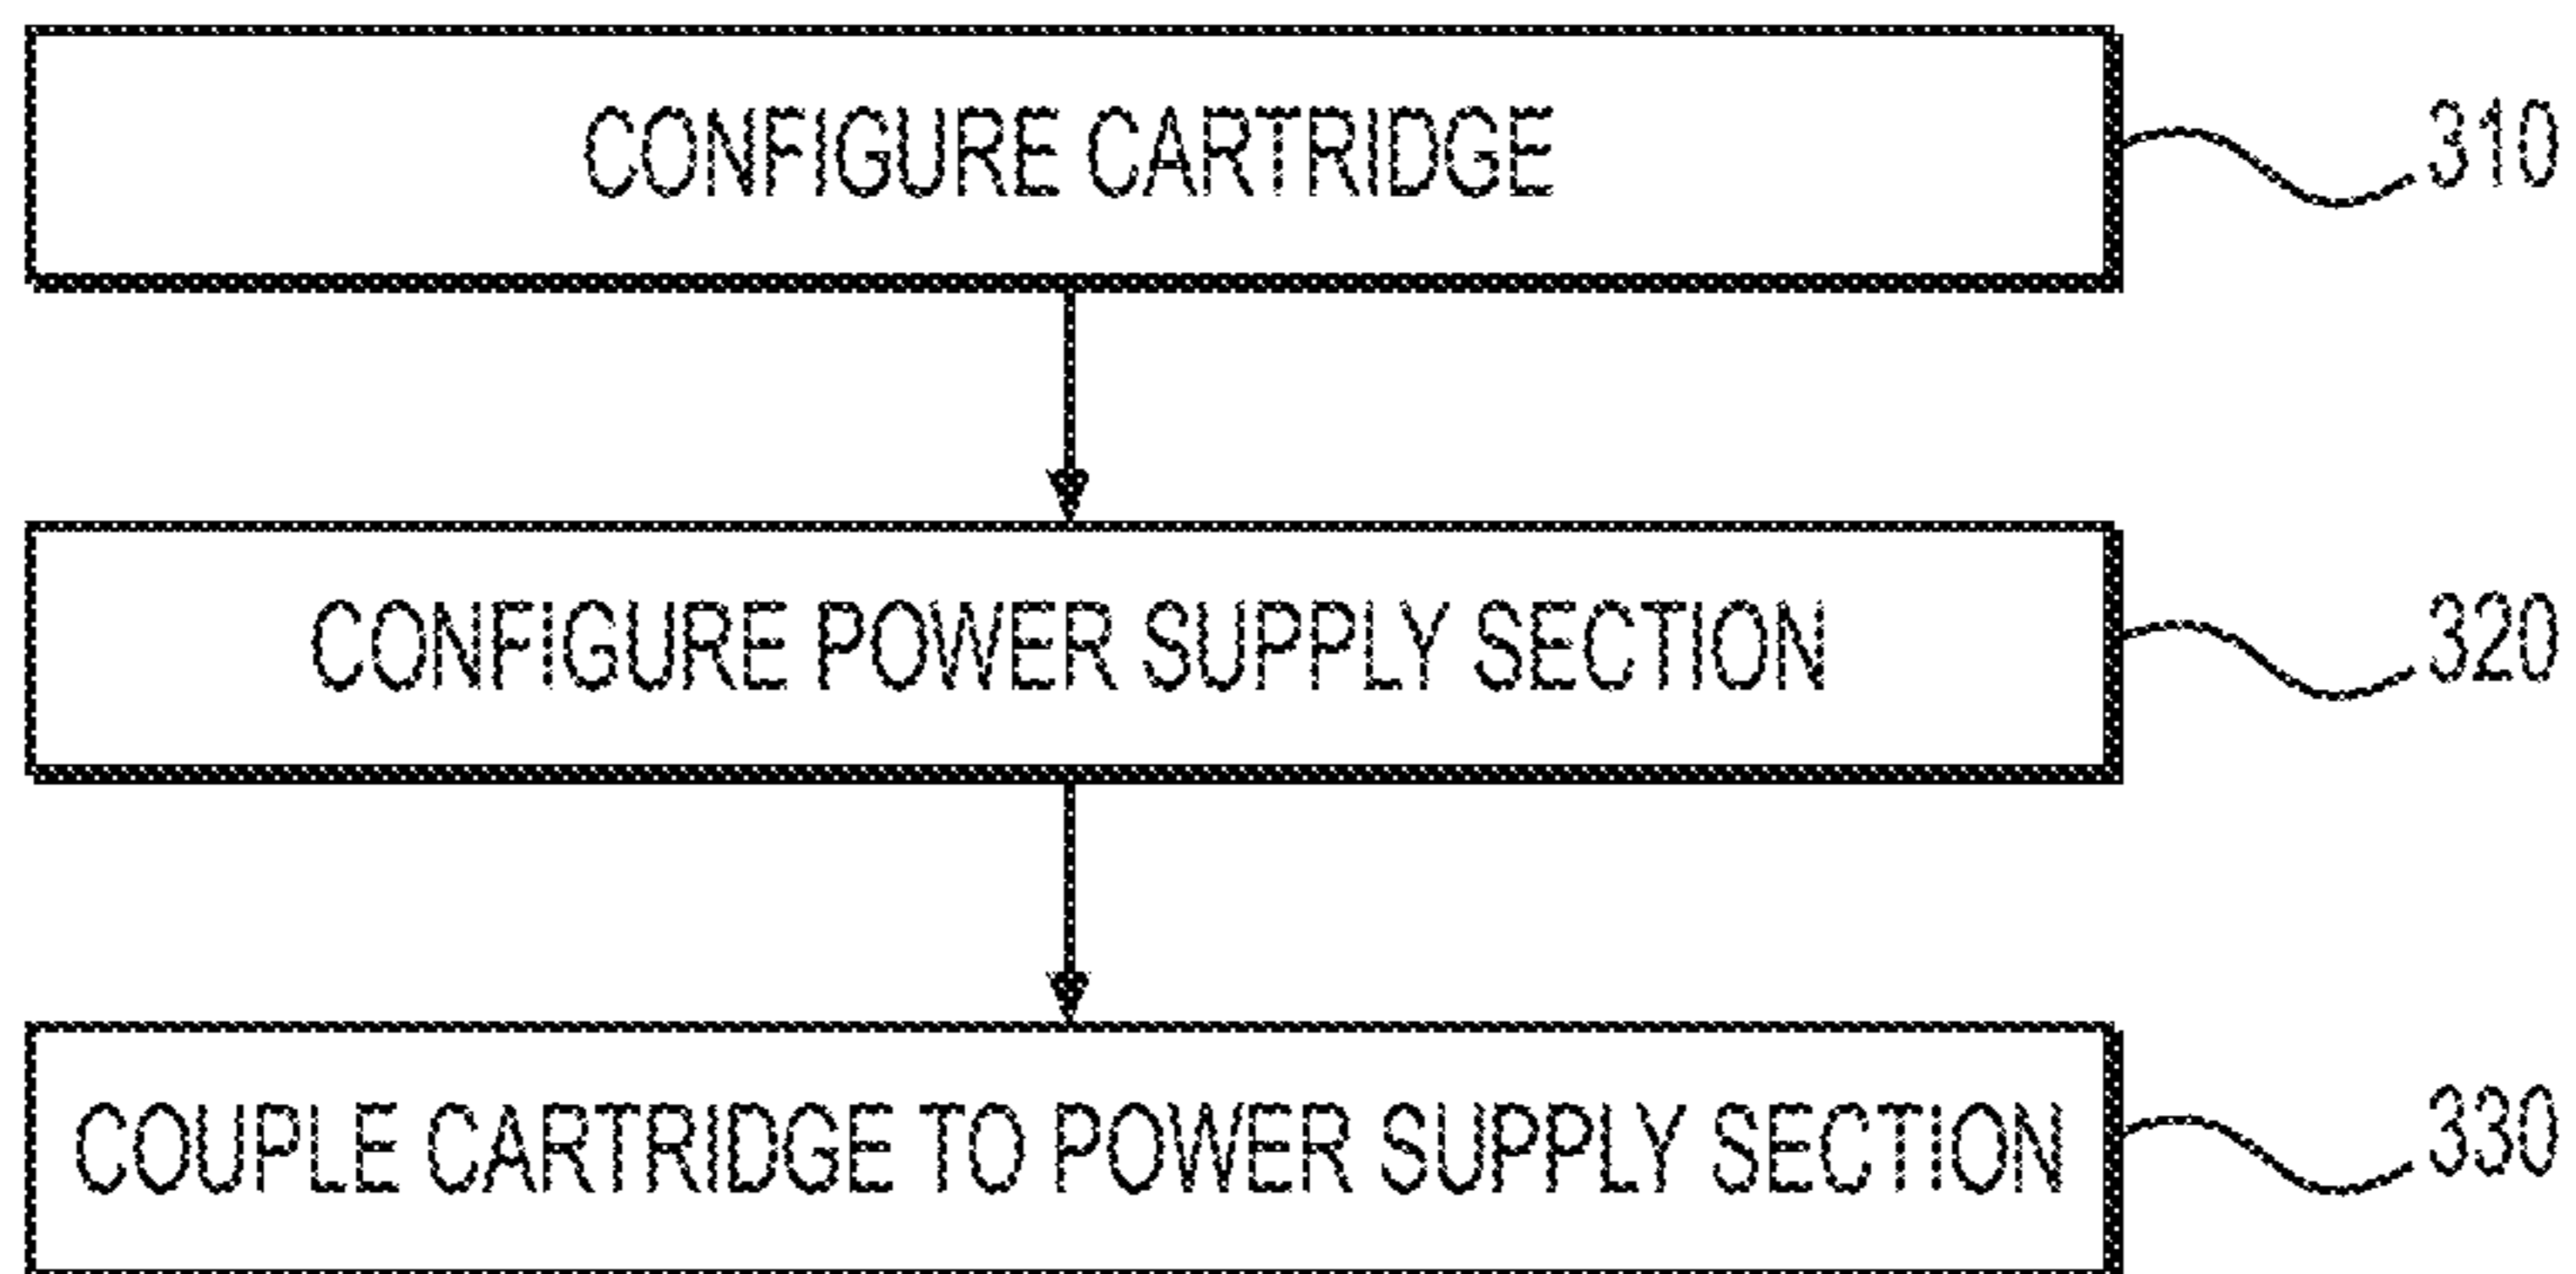 CONFIGURE CARTRIDGE
310
CONFIGURE POWER SUPPLY SECTION
320
COUPLE CARTRIDGE TO POWER SUPPLY SECTION
330